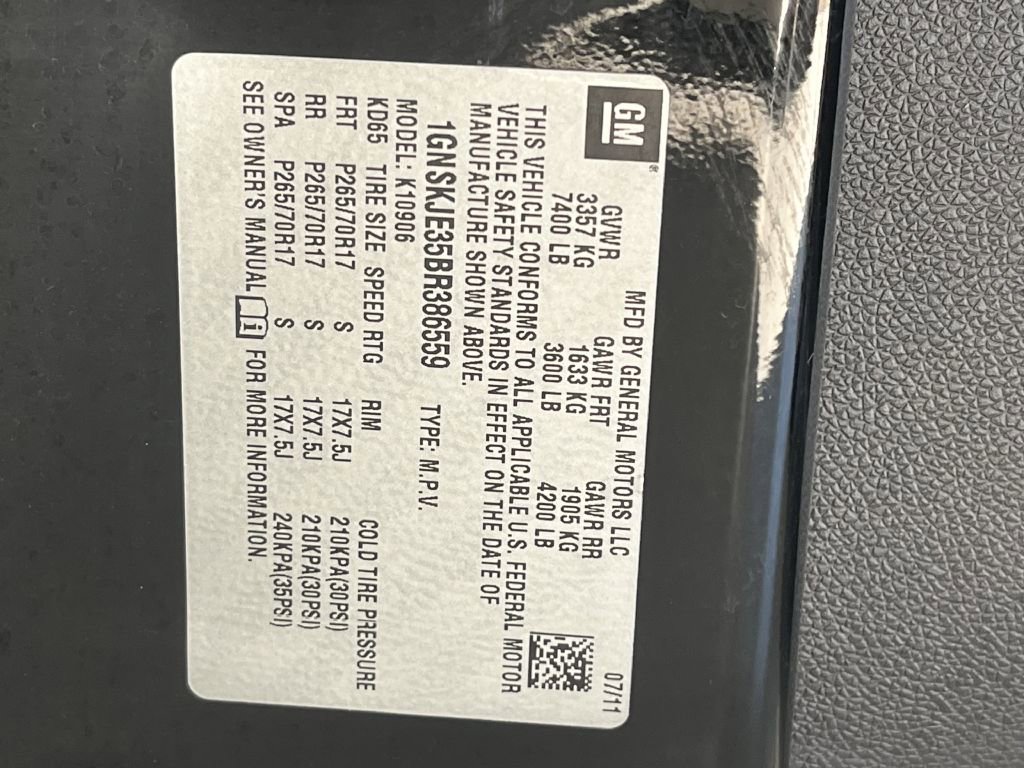 GM®
MFD BY GENERAL MOTORS LLC 07/11
GVWR GAWR FRT GAWR RR
3357 KG 1633 KG 1905 KG
7400 LB 3600 LB 4200 LB
THIS VEHICLE CONFORMS TO ALL APPLICABLE U.S. FEDERAL MOTOR
VEHICLE SAFETY STANDARDS IN EFFECT ON THE DATE OF
MANUFACTURE SHOWN ABOVE.
1GNSKJE35BR386559 TYPE: M.P.V.
MODEL: K10906
KD65 TIRE SIZE SPEED RTG RIM COLD TIRE PRESSURE
FRT P265/70R17 S 17X7.5J 210KPA(30PSI)
RR P265/70R17 S 17X7.5J 210KPA(30PSI)
SPA P265/70R17 S 17X7.5J 240KPA(35PSI)
SEE OWNER'S MANUAL i FOR MORE INFORMATION.